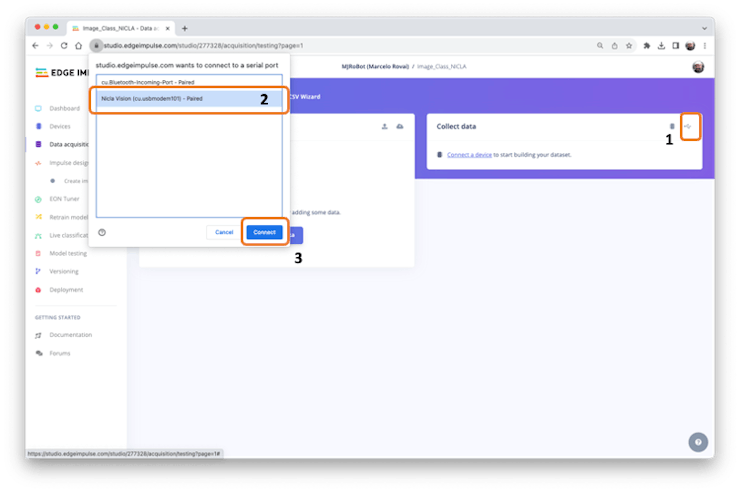 Image_Class_NICLA - Data ac
studio.edgeimpulse.com/studio/277328/acquisition/testing?page=1
studio.edgeimpulse.com wants to connect to a serial port
cu.Bluetooth-Incoming-Port - Paired
Nicla Vision (cu.usbmodem101) - Paired
2
Cancel
Connect
3
EDGE IM
MJRoBot (Marcelo Rovai) / Image_Class_NICLA
CSV Wizard
Dashboard
Devices
Data acquisitio
Impulse design
Create im
EON Tuner
Retrain model
Live classificat
Model testing
Versioning
Deployment
GETTING STARTED
Documentation
Forums
adding some data.
Collect data
1
Connect a device to start building your dataset.
https://studio.edgeimpulse.com/studio/277328/acquisition/testing?page=1#